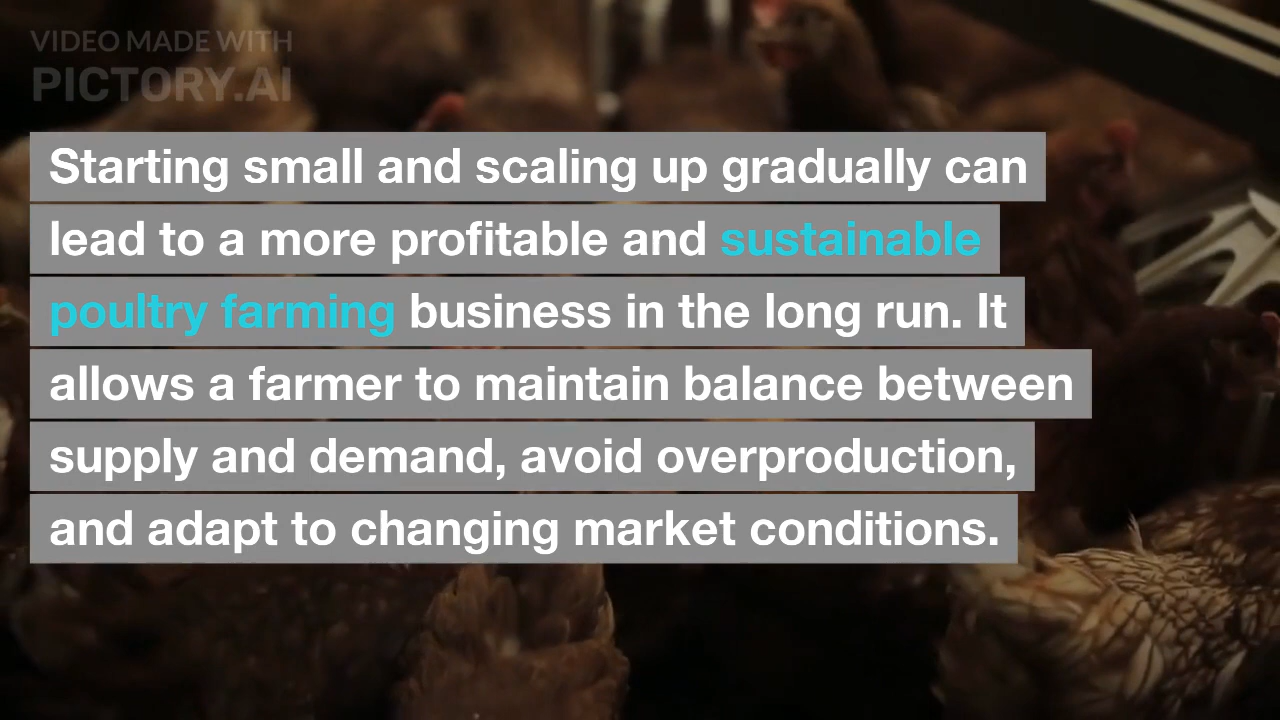 VIDEO MADE WITH
PICTORY.AI
Starting small and scaling up gradually can
lead to a more profitable and sustainable
poultry farming business in the long run. It
allows a farmer to maintain balance between
supply and demand, avoid overproduction,
and adapt to changing market conditions.